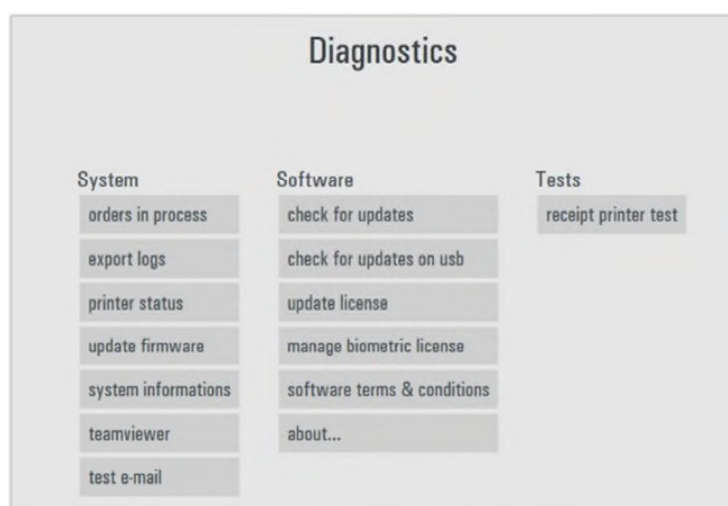 Diagnostics
System
orders in process
export logs
printer status
update firmware
system informations
teamviewer
test e-mail
Software
check for updates
check for updates on usb
update license
manage biometric license
software terms & conditions
about...
Tests
receipt printer test